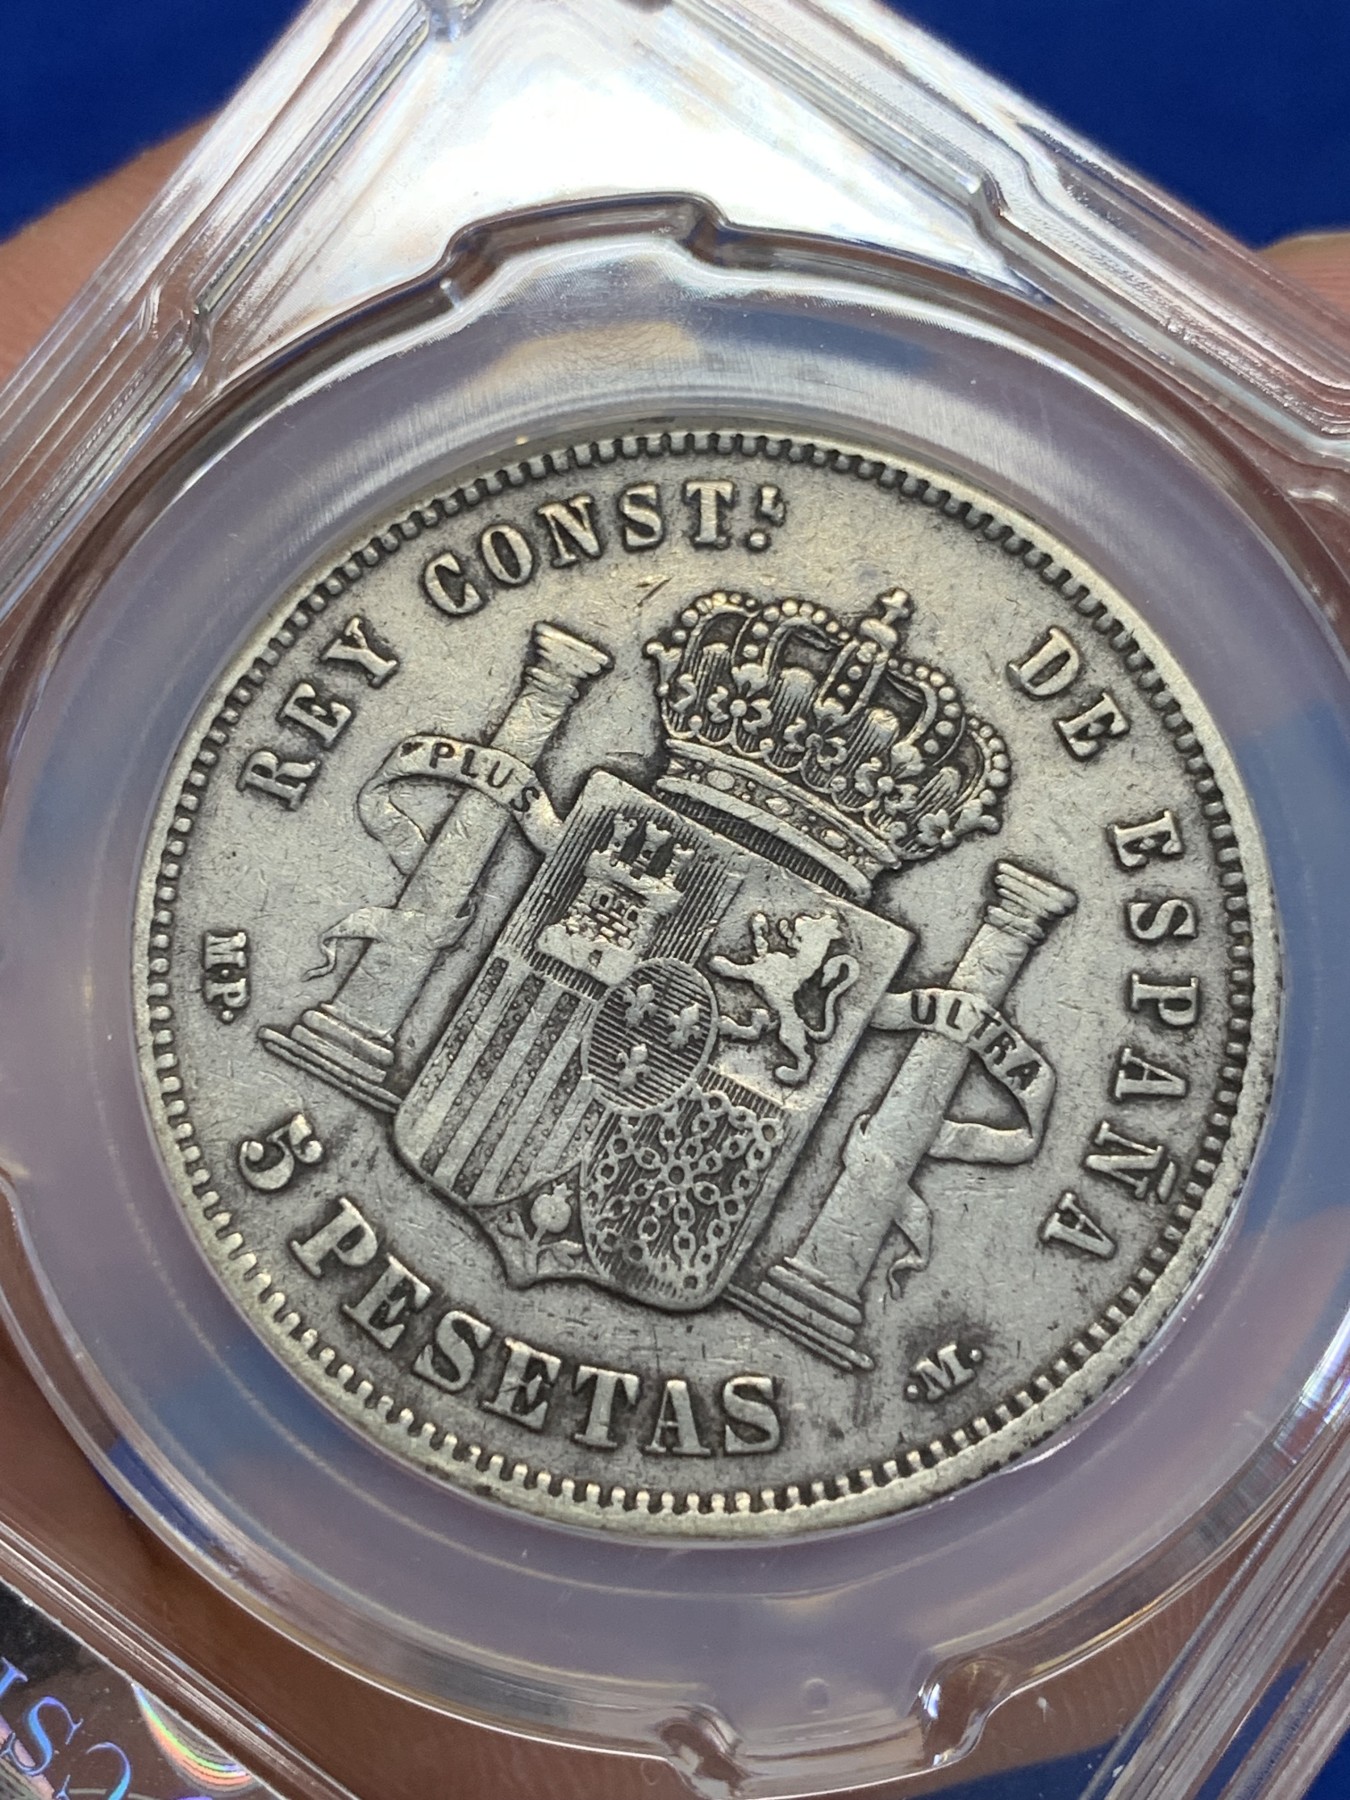 REY CONST.L DE ESPAÑA
PLUS
ULTRA
M.P.
5 PESETAS
.M.